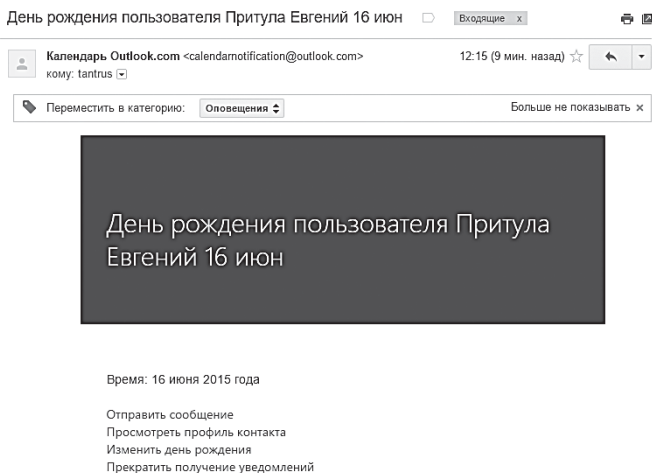 День рождения пользователя Притула Евгений 16 июн Входящие x
Календарь Outlook.com <calendarnotification@outlook.com> 12:15 (9 мин. назад)
кому: tantrus
Переместить в категорию: Оповещения Больше не показывать x
День рождения пользователя Притула
Евгений 16 июн
Время: 16 июня 2015 года
Отправить сообщение
Просмотреть профиль контакта
Изменить день рождения
Прекратить получение уведомлений